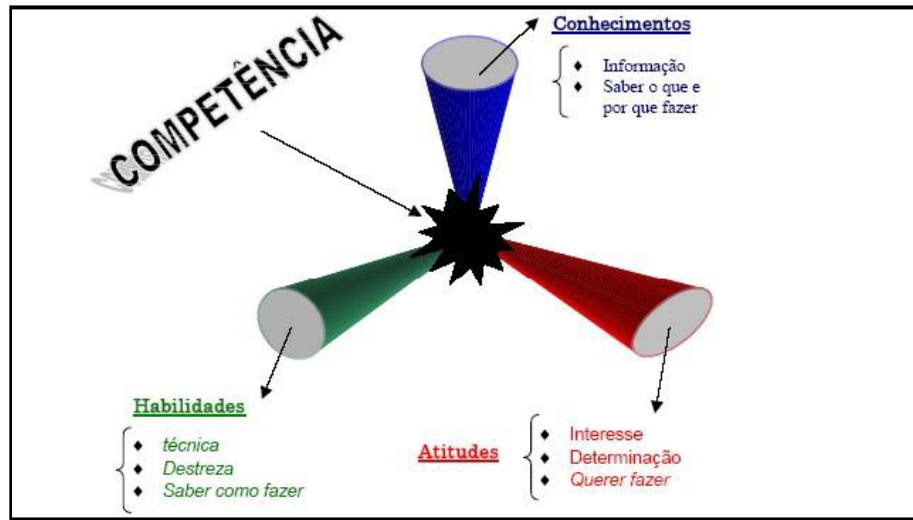 COMPETÊNCIA
Conhecimentos
♦ Informação
♦ Saber o que e
por que fazer
Habilidades
♦ técnica
♦ Destreza
♦ Saber como fazer
Atitudes
♦ Interesse
♦ Determinação
♦ Querer fazer